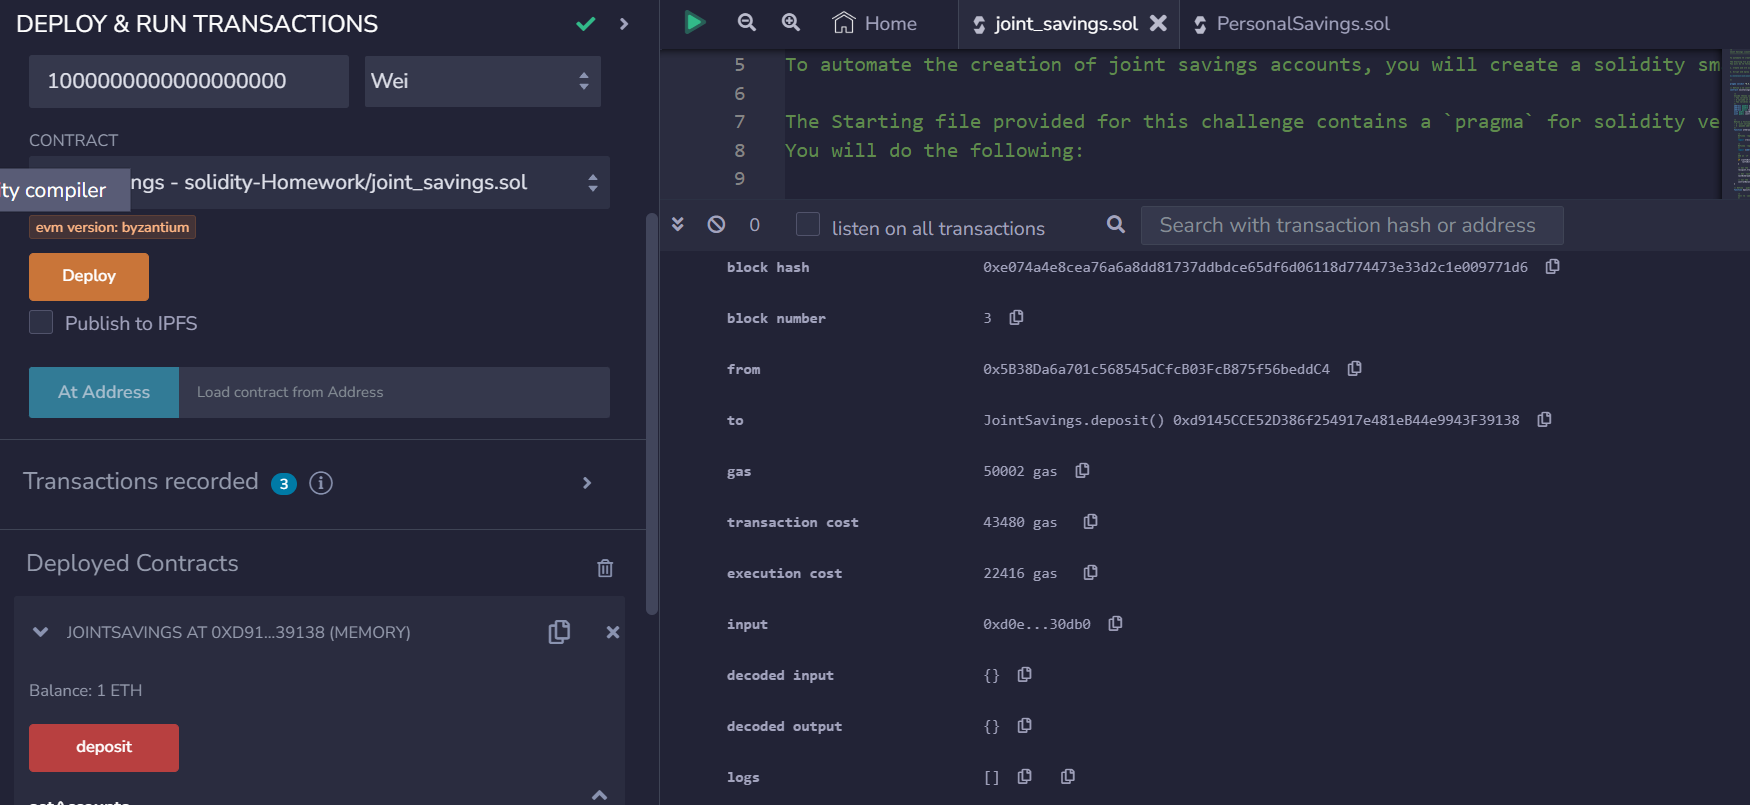 DEPLOY & RUN TRANSACTIONS
1000000000000000000
Wei
CONTRACT
ngs - solidity-Homework/joint_savings.sol
ty compiler
evm version: byzantium
Deploy
Publish to IPFS
At Address
Load contract from Address
Transactions recorded 3 i
Deployed Contracts
JOINTSAVINGS AT 0XD91...39138 (MEMORY)
Balance: 1 ETH
deposit
Home
joint_savings.sol
PersonalSavings.sol
5 To automate the creation of joint savings accounts, you will create a solidity sm
6
7 The Starting file provided for this challenge contains a `pragma` for solidity ve
8 You will do the following:
9
0
listen on all transactions
Search with transaction hash or address
block hash 0xe074a4e8cea76a6a8dd81737ddbdce65df6d06118d774473e33d2c1e009771d6
block number 3
from 0x5B38Da6a701c568545dCfcB03FcB875f56beddC4
to JointSavings.deposit() 0xd9145CCE52D386f254917e481eB44e9943F39138
gas 50002 gas
transaction cost 43480 gas
execution cost 22416 gas
input 0xd0e...30db0
decoded input {}
decoded output {}
logs []